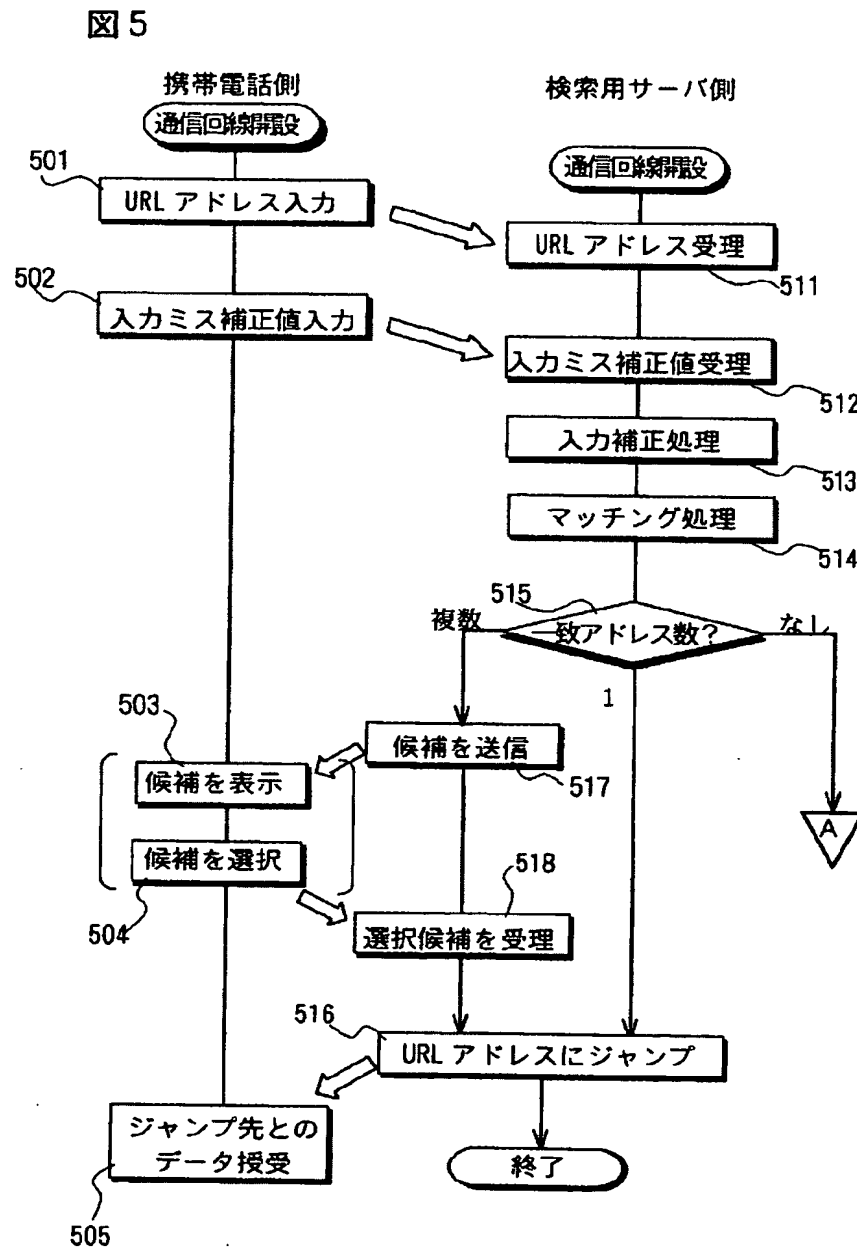 図5
携帯電話側
検索用サーバ側
通信回線開設
通信回線開設
501
URL アドレス入力
URL アドレス受理
511
502
入力ミス補正値入力
入力ミス補正値受理
512
入力補正処理
513
マッチング処理
514
515
複数
一致アドレス数?
なし
1
503
候補を送信
517
候補を表示
A
候補を選択
504
518
選択候補を受理
516
URL アドレスにジャンプ
ジャンプ先との
データ授受
505
終了